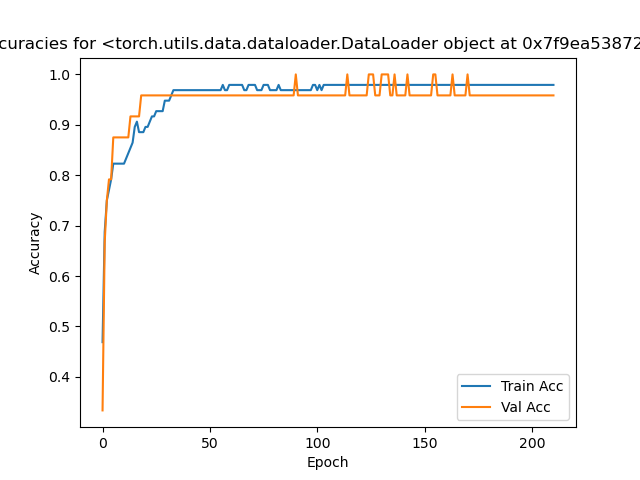 curacies for <torch.utils.data.dataloader.DataLoader object at 0x7f9ea53872
1.0
0.9
0.8
0.7
0.6
0.5
0.4
Accuracy
0
50
100
150
200
Epoch
Train Acc
Val Acc